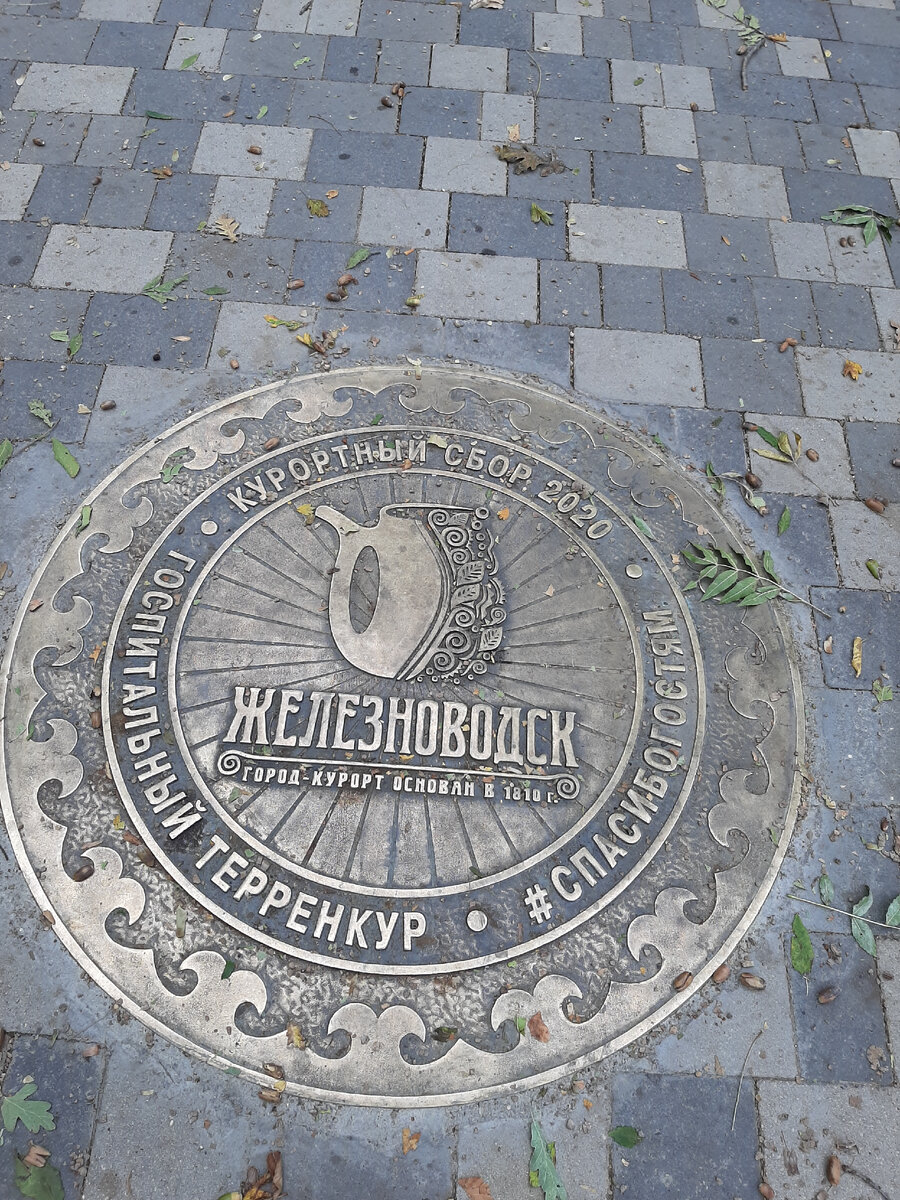 КУРОРТНЫЙ СБОР, 2020
ГОСПИТАЛЬНЫЙ ТЕРРЕНКУР
#СПАСИБОГОСТЯМ
ЖЕЛЕЗНОВОДСК
ГОРОД-КУРОРТ ОСНОВАН В 1810 г.